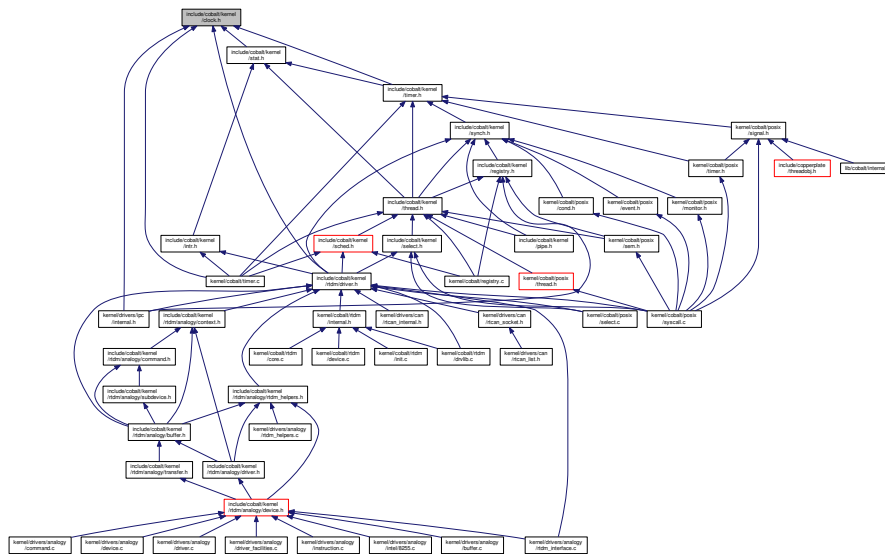 include/cobalt/kernel
/clock.h
include/cobalt/kernel
/stat.h
include/cobalt/kernel
/timer.h
include/cobalt/kernel
/synch.h
kernel/cobalt/posix
/signal.h
include/cobalt/kernel
/registry.h
kernel/cobalt/posix
/timer.h
include/copperplate
/threadobj.h
lib/cobalt/internal.h
include/cobalt/kernel
/thread.h
kernel/cobalt/posix
/cond.h
kernel/cobalt/posix
/event.h
kernel/cobalt/posix
/monitor.h
include/cobalt/kernel
/intr.h
include/cobalt/kernel
/sched.h
include/cobalt/kernel
/select.h
include/cobalt/kernel
/pipe.h
kernel/cobalt/posix
/sem.h
kernel/cobalt/timer.c
include/cobalt/kernel
/rtdm/driver.h
kernel/cobalt/registry.c
kernel/cobalt/posix
/thread.h
kernel/drivers/ipc
/internal.h
include/cobalt/kernel
/rtdm/analogy/context.h
kernel/cobalt/rtdm
/internal.h
kernel/drivers/can
/rtcan_internal.h
kernel/drivers/can
/rtcan_socket.h
kernel/cobalt/posix
/select.c
kernel/cobalt/posix
/syscall.c
include/cobalt/kernel
/rtdm/analogy/command.h
kernel/cobalt/rtdm
/core.c
kernel/cobalt/rtdm
/device.c
kernel/cobalt/rtdm
/init.c
kernel/cobalt/rtdm
/drvlib.c
kernel/drivers/can
/rtcan_list.h
include/cobalt/kernel
/rtdm/analogy/subdevice.h
include/cobalt/kernel
/rtdm/analogy/rtdm_helpers.h
include/cobalt/kernel
/rtdm/analogy/buffer.h
kernel/drivers/analogy
/rtdm_helpers.c
include/cobalt/kernel
/rtdm/analogy/transfer.h
include/cobalt/kernel
/rtdm/analogy/driver.h
include/cobalt/kernel
/rtdm/analogy/device.h
kernel/drivers/analogy
/command.c
kernel/drivers/analogy
/device.c
kernel/drivers/analogy
/driver.c
kernel/drivers/analogy
/driver_facilities.c
kernel/drivers/analogy
/instruction.c
kernel/drivers/analogy
/intel/8255.c
kernel/drivers/analogy
/buffer.c
kernel/drivers/analogy
/rtdm_interface.c